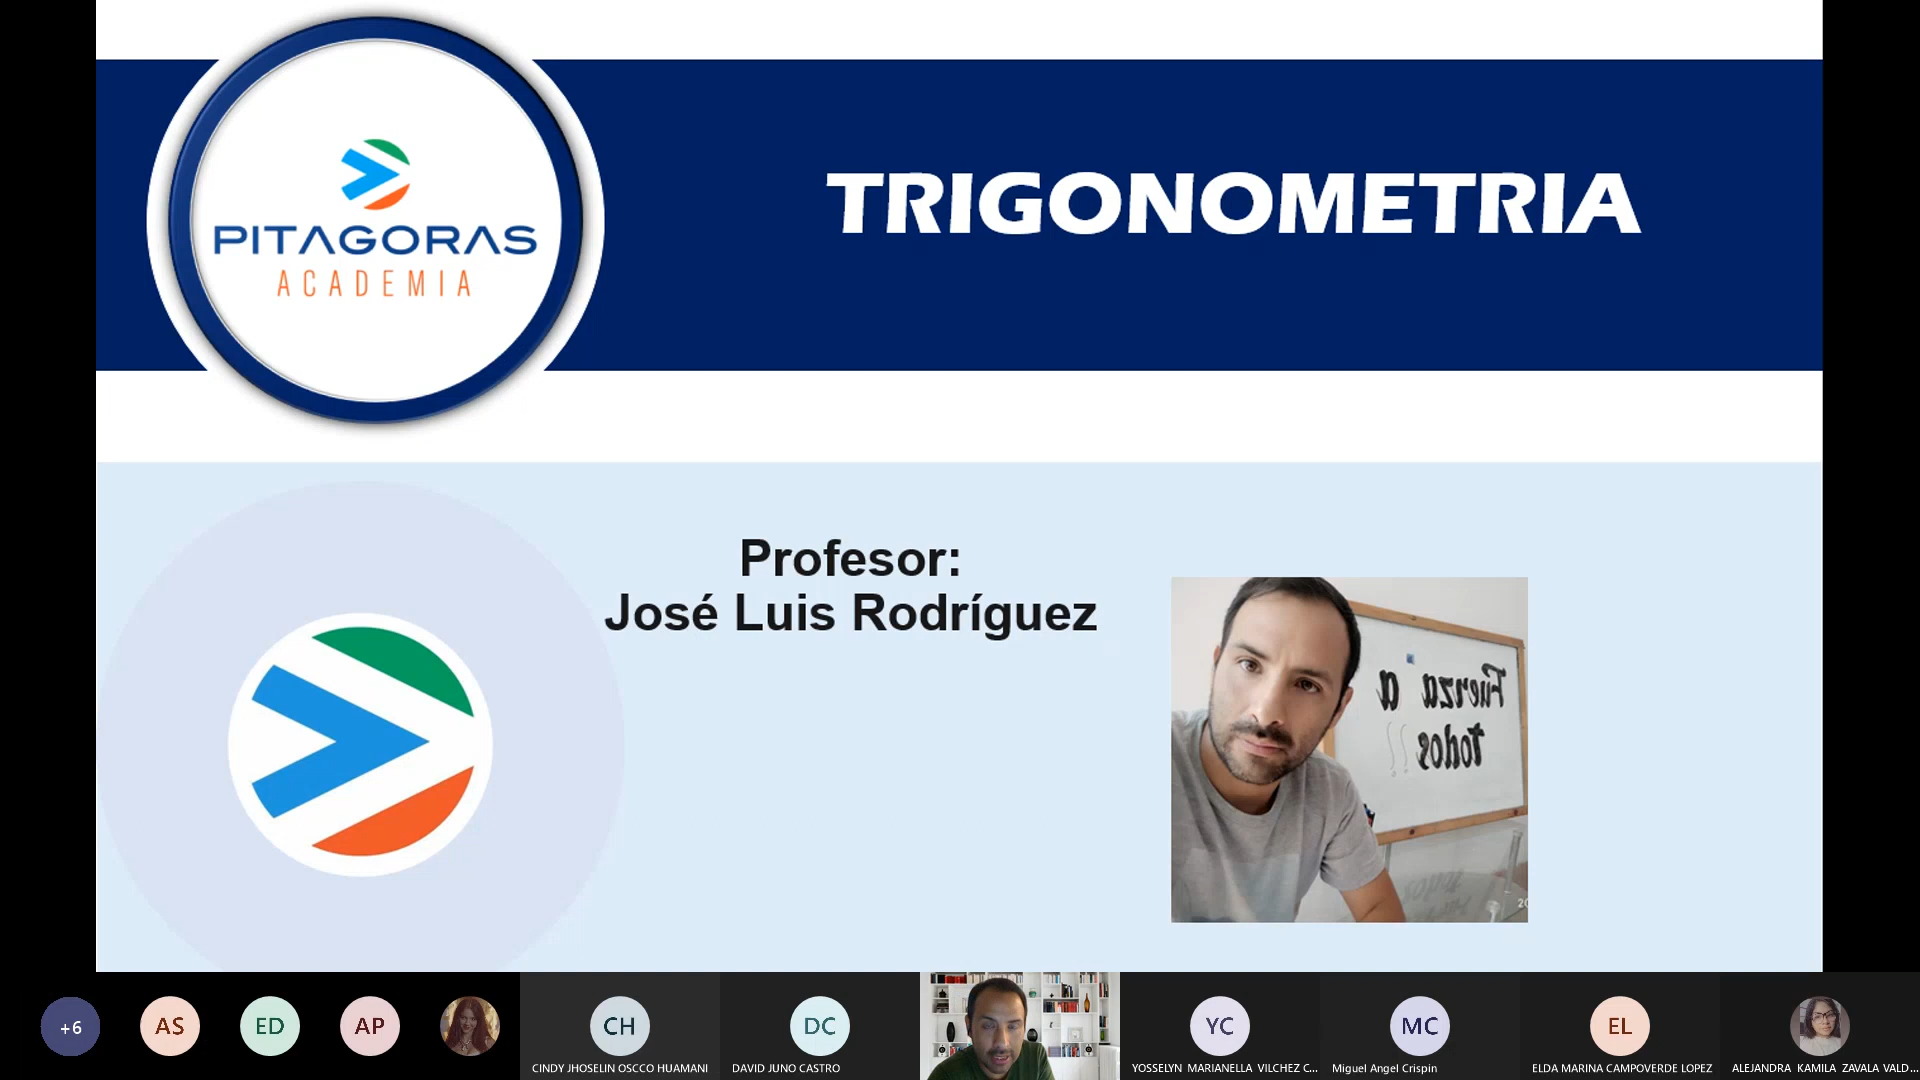 PITAGORAS
ACADEMIA
TRIGONOMETRIA
Profesor:
José Luis Rodríguez
Fuerza a
todos !!
20
+6
AS
ED
AP
CH
CINDY JHOSELIN OSCCO HUAMANI
DC
DAVID JUNO CASTRO
YC
YOSSELYN MARIANELLA VILCHEZ C...
MC
Miguel Angel Crispin
EL
ELDA MARINA CAMPOVERDE LOPEZ
ALEJANDRA KAMILA ZAVALA VALD...